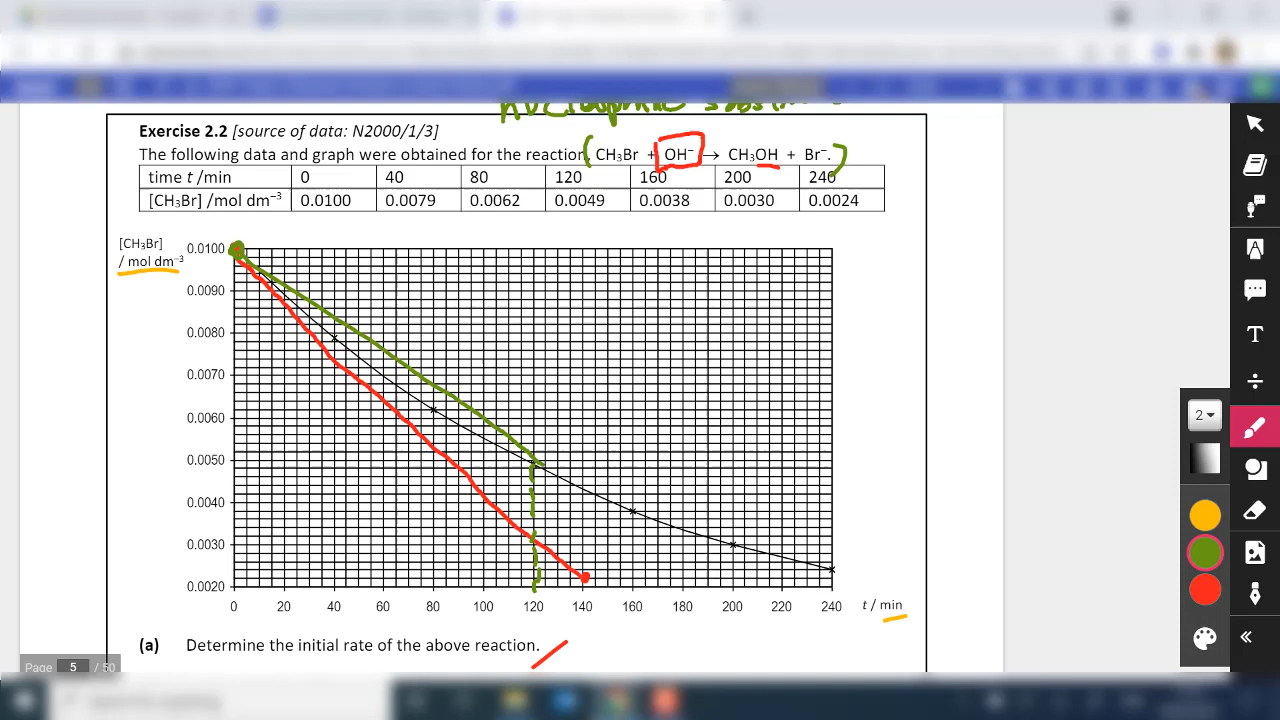 nucleophilic subst
Exercise 2.2 [source of data: N2000/1/3]
The following data and graph were obtained for the reaction (CH₃Br + OH⁻ → CH₃OH + Br⁻.)
time t /min 0 40 80 120 160 200 240
[CH₃Br] /mol dm⁻³ 0.0100 0.0079 0.0062 0.0049 0.0038 0.0030 0.0024
[CH₃Br]
/ mol dm⁻³
0.0100
0.0090
0.0080
0.0070
0.0060
0.0050
0.0040
0.0030
0.0020
0 20 40 60 80 100 120 140 160 180 200 220 240
t / min
(a) Determine the initial rate of the above reaction.
Page 5 / 50
2
T